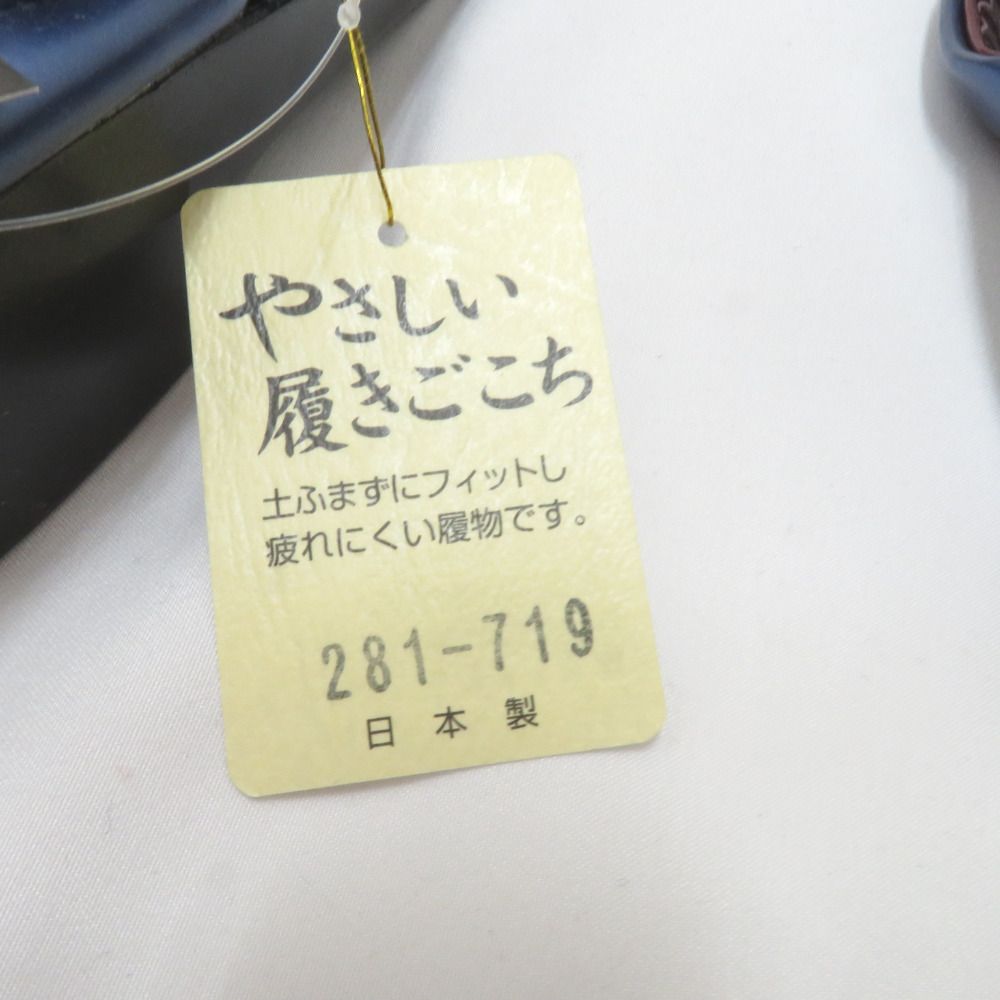 やさしい
履きごこち
土ふまずにフィットし
疲れにくい履物です。
281-719
日本製